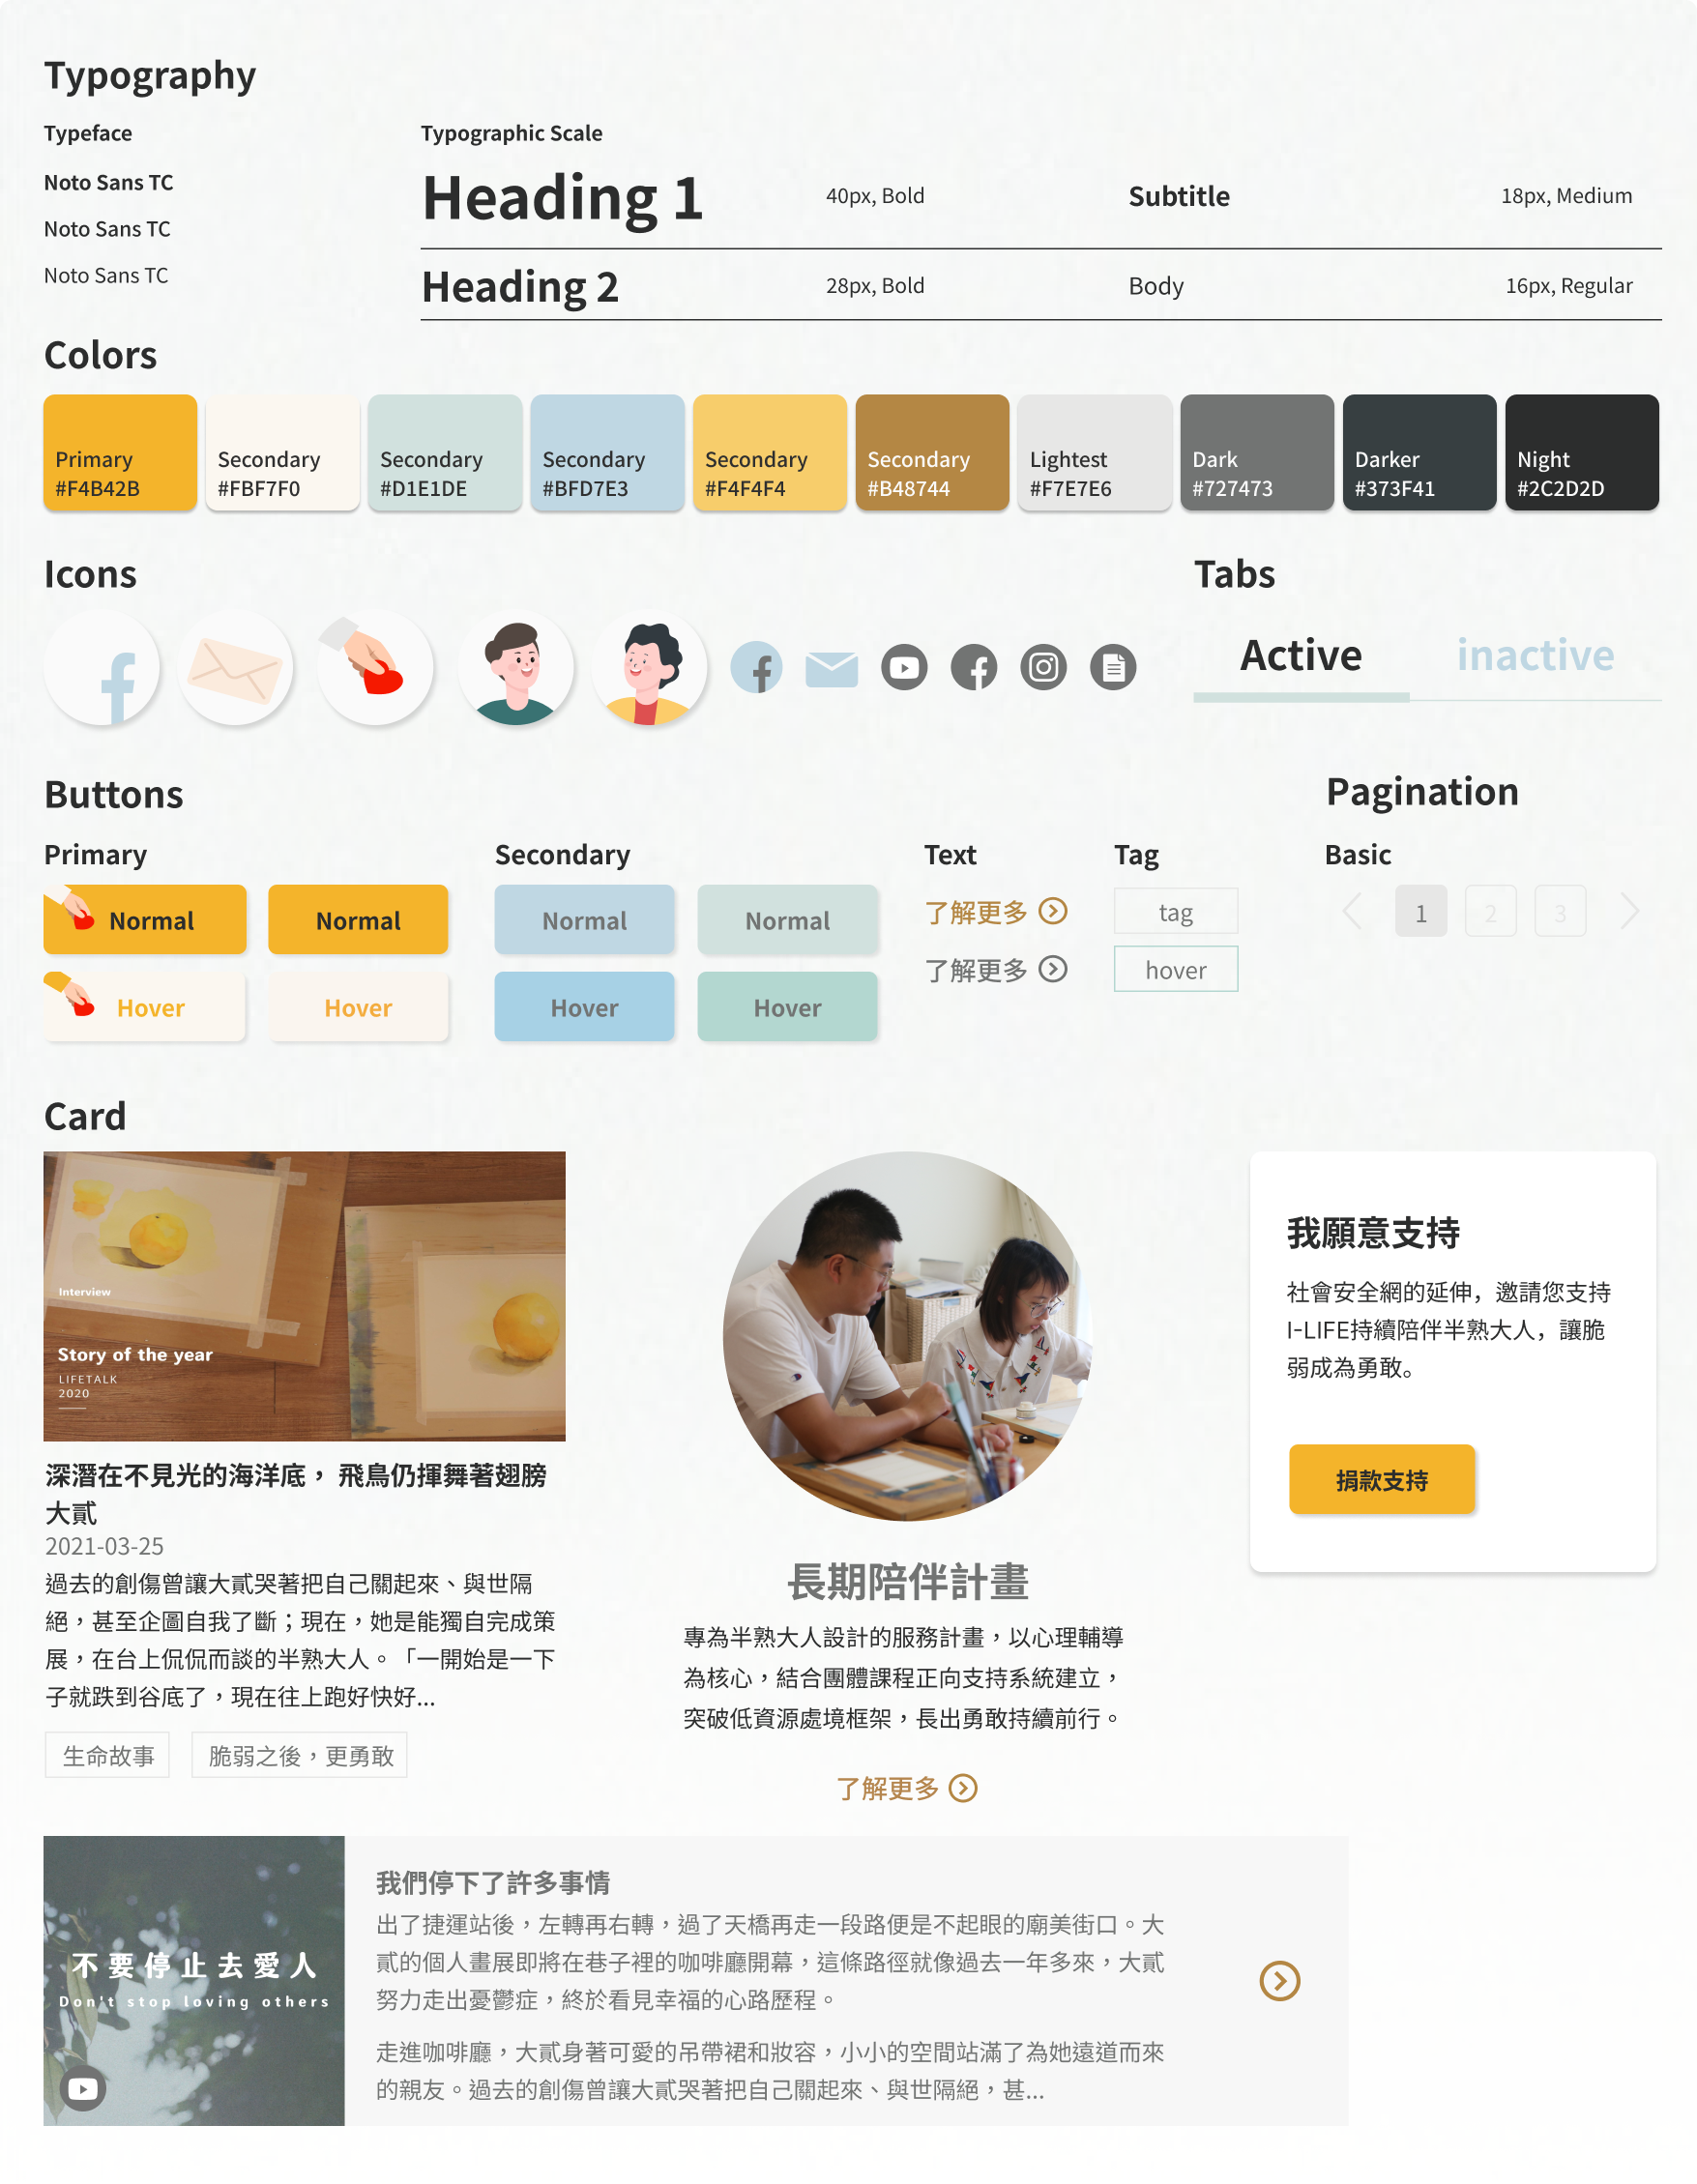 Typography
Typeface
Noto Sans TC
Noto Sans TC
Noto Sans TC
Typographic Scale
Heading 1
40px, Bold
Subtitle
18px, Medium
Heading 2
28px, Bold
Body
16px, Regular
Colors
Primary
#F4B42B
Secondary
#FBF7F0
Secondary
#D1E1DE
Secondary
#BFD7E3
Secondary
#F4F4F4
Secondary
#B48744
Lightest
#F7E7E6
Dark
#727473
Darker
#373F41
Night
#2C2D2D
Icons
Tabs
Active
inactive
Buttons
Primary
Normal
Normal
Hover
Hover
Secondary
Normal
Normal
Hover
Hover
Text
了解更多
了解更多
Tag
tag
hover
Pagination
Basic
1
2
3
Card
Interview
Story of the year
LIFETALK
2020
深潛在不見光的海洋底， 飛鳥仍揮舞著翅膀
大貳
2021-03-25
過去的創傷曾讓大貳哭著把自己關起來、與世隔
絕，甚至企圖自我了斷；現在，她是能獨自完成策
展，在台上侃侃而談的半熟大人。「一開始是一下
子就跌到谷底了，現在往上跑好快好...
生命故事
脆弱之後，更勇敢
長期陪伴計畫
專為半熟大人設計的服務計畫，以心理輔導
為核心，結合團體課程正向支持系統建立，
突破低資源處境框架，長出勇敢持續前行。
了解更多
我願意支持
社會安全網的延伸，邀請您支持
I-LIFE持續陪伴半熟大人，讓脆
弱成為勇敢。
捐款支持
不要停止去愛人
Don't stop loving others
我們停下了許多事情
出了捷運站後，左轉再右轉，過了天橋再走一段路便是不起眼的廟美街口。大
貳的個人畫展即將在巷子裡的咖啡廳開幕，這條路徑就像過去一年多來，大貳
努力走出憂鬱症，終於看見幸福的心路歷程。
走進咖啡廳，大貳身著可愛的吊帶裙和妝容，小小的空間站滿了為她遠道而來
的親友。過去的創傷曾讓大貳哭著把自己關起來、與世隔絕，甚...